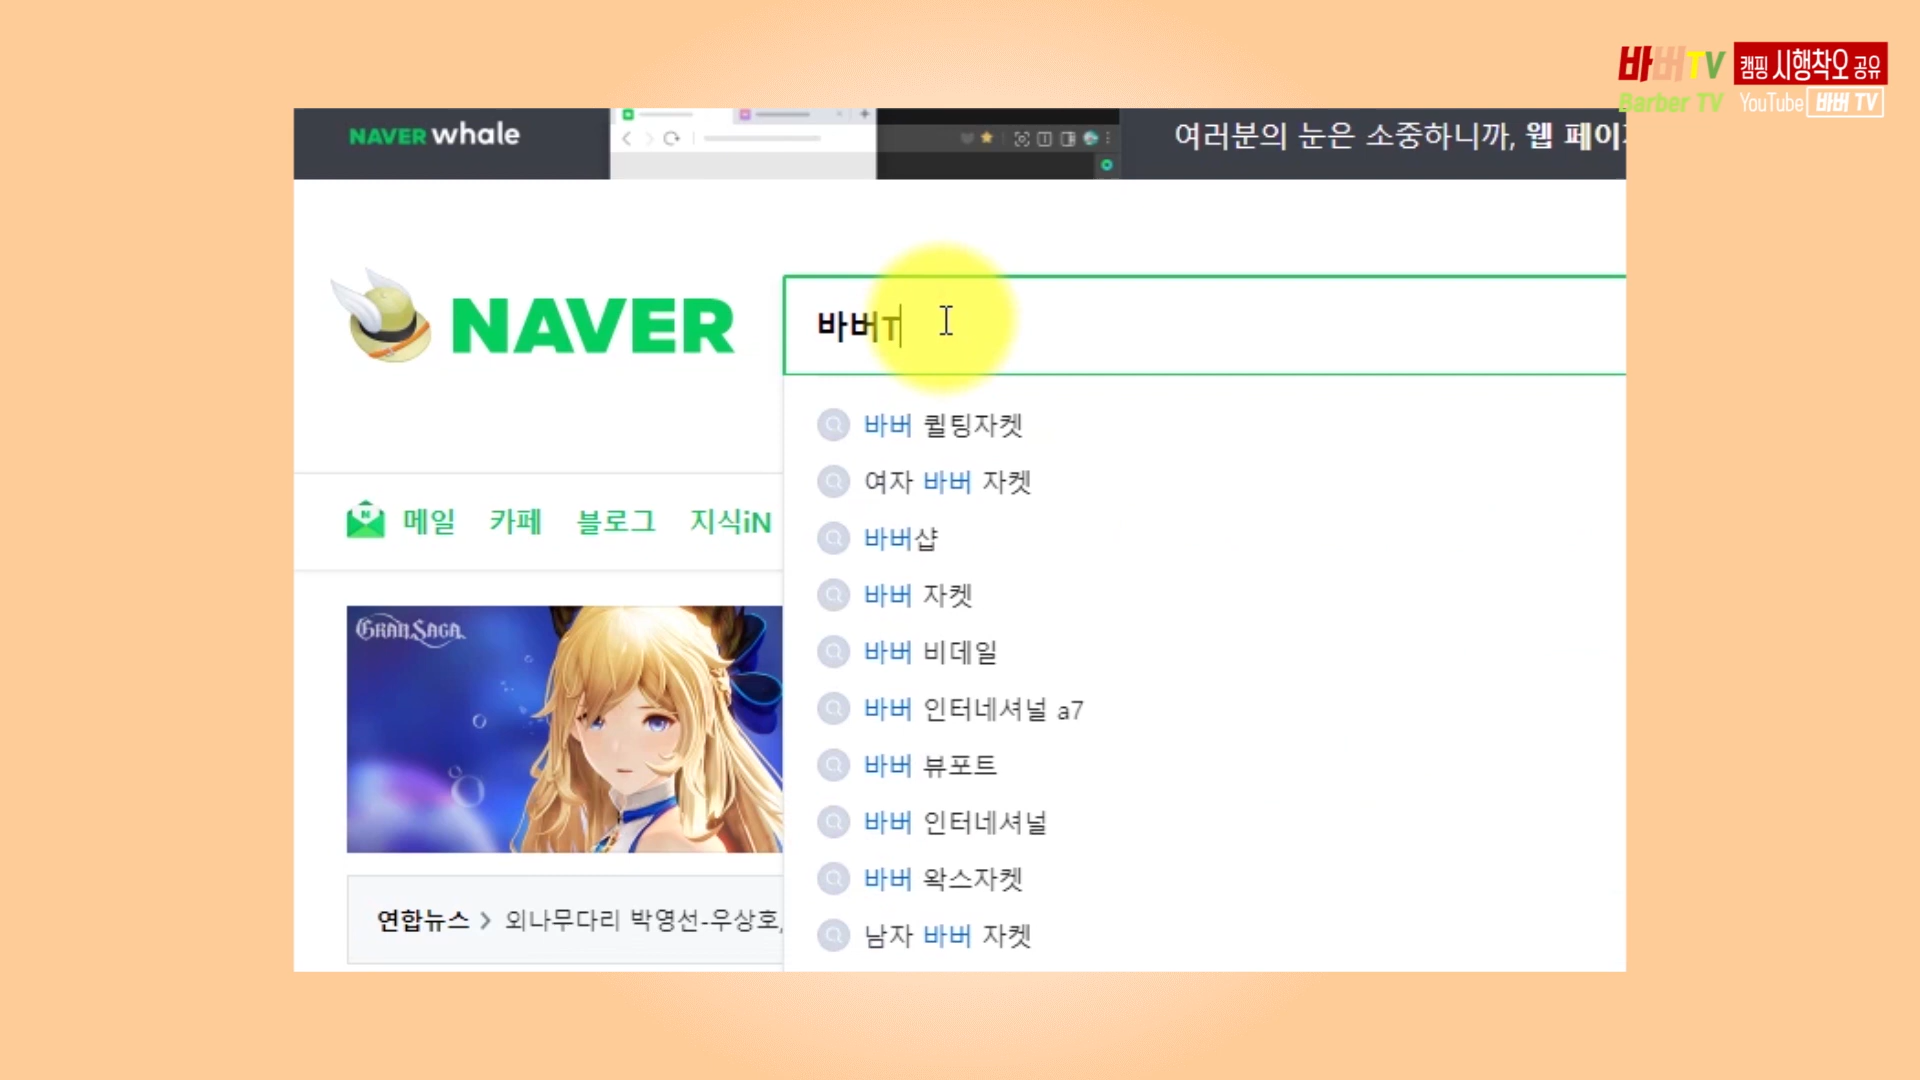 바버TV 캠핑 시행착오 공유
Barber TV YouTube 바버 TV
NAVER whale
여러분의 눈은 소중하니까, 웹 페이
NAVER
바버T
메일 카페 블로그 지식iN
바버 퀼팅자켓
여자 바버 자켓
바버샵
바버 자켓
바버 비데일
바버 인터네셔널 a7
바버 뷰포트
바버 인터네셔널
바버 왁스자켓
남자 바버 자켓
GRAN SAGA
연합뉴스 > 외나무다리 박영선-우상호,